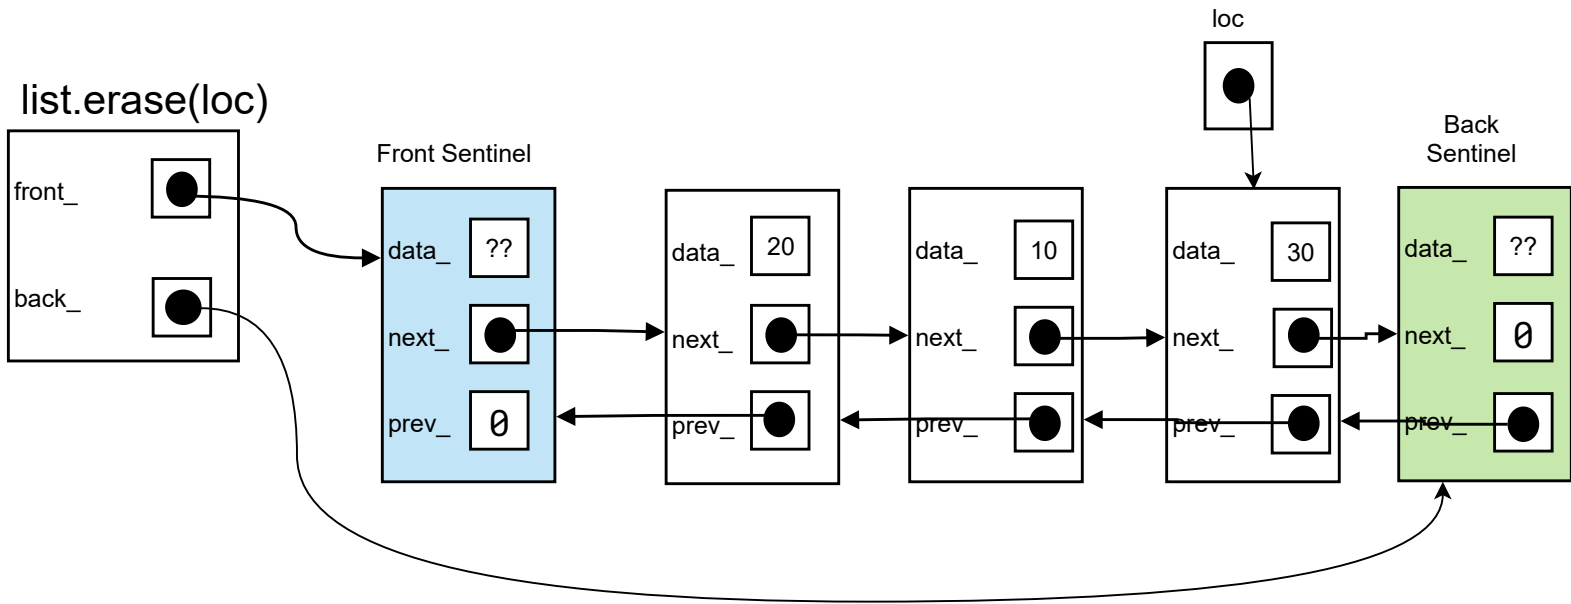 loc
list.erase(loc)
front_
back_
Front Sentinel
data_ ??
next_
prev_ 0
data_ 20
next_
prev_
data_ 10
next_
prev_
data_ 30
next_
prev_
Back
Sentinel
data_ ??
next_ 0
prev_